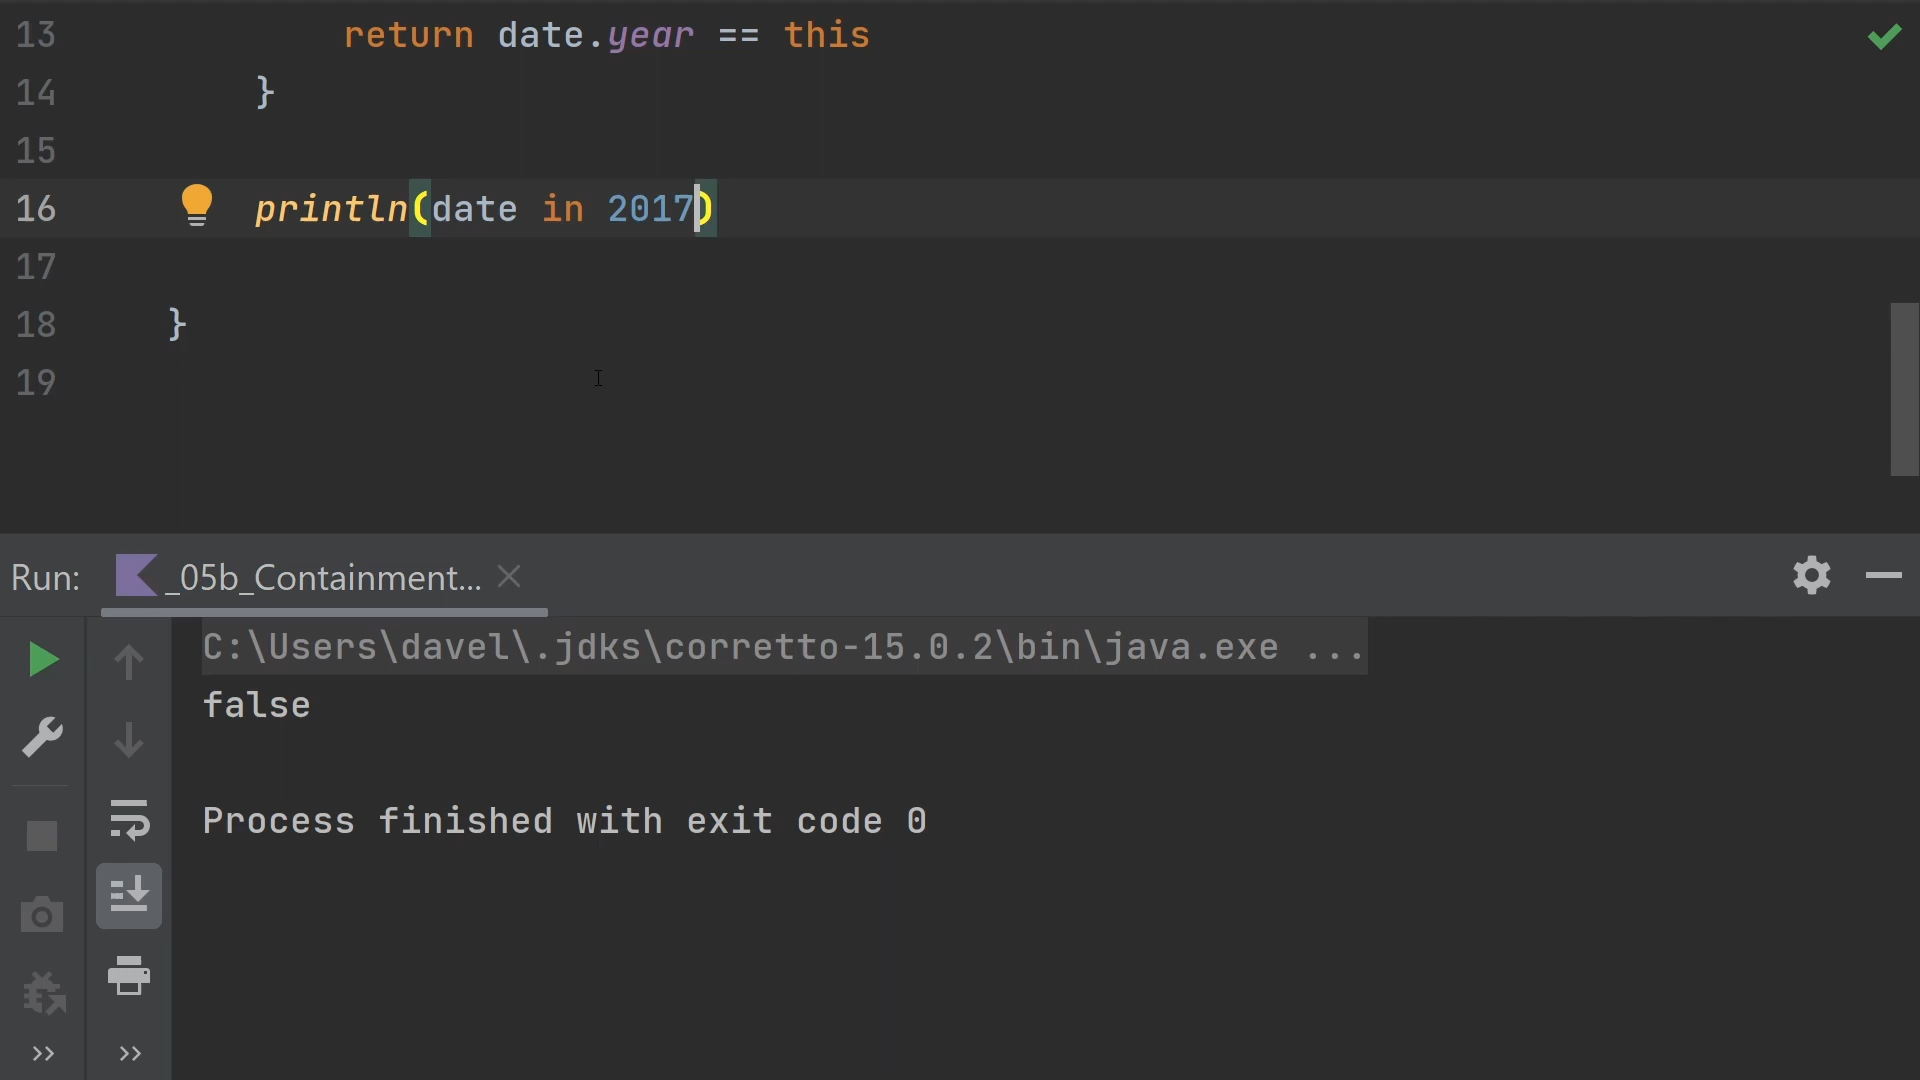 13 return date.year == this
14 }
15
16 println(date in 2017)
17
18 }
19
Run: _05b_Containment...
C:\Users\davel\.jdks\corretto-15.0.2\bin\java.exe ...
false
Process finished with exit code 0